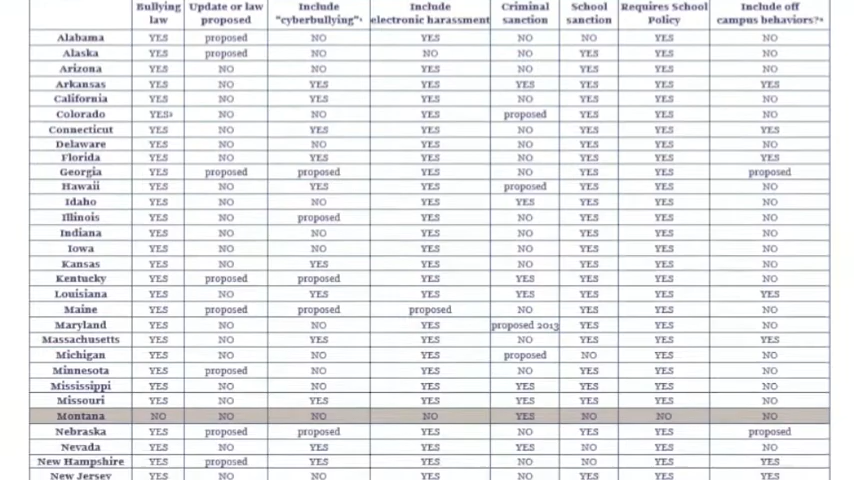 Bullying law Update or law proposed Include "cyberbullying" Include electronic harassment Criminal sanction School sanction Requires School Policy Include off campus behaviors?
Alabama YES proposed NO YES NO NO YES NO
Alaska YES proposed NO NO NO YES YES NO
Arizona YES NO NO YES NO YES YES NO
Arkansas YES NO YES YES YES YES YES YES
California YES NO YES YES NO YES YES NO
Colorado YES NO NO YES proposed YES YES NO
Connecticut YES NO YES YES NO YES YES YES
Delaware YES NO NO YES NO YES YES NO
Florida YES NO YES YES NO YES YES YES
Georgia YES proposed proposed YES NO YES YES proposed
Hawaii YES NO YES YES proposed YES YES NO
Idaho YES NO NO YES YES YES YES NO
Illinois YES NO proposed YES NO YES YES NO
Indiana YES NO NO YES NO YES YES NO
Iowa YES NO NO YES NO YES YES NO
Kansas YES NO YES YES NO YES YES NO
Kentucky YES proposed proposed YES YES YES YES NO
Louisiana YES NO YES YES YES YES YES YES
Maine YES proposed proposed proposed NO YES YES NO
Maryland YES NO NO YES proposed 2013 YES YES NO
Massachusetts YES NO YES YES NO YES YES YES
Michigan YES NO NO YES proposed NO YES NO
Minnesota YES proposed NO YES NO YES YES NO
Mississippi YES NO NO YES YES YES YES NO
Missouri YES NO YES YES YES YES YES NO
Montana NO NO NO NO YES NO NO NO
Nebraska YES proposed proposed YES NO YES YES proposed
Nevada YES NO YES YES YES NO YES NO
New Hampshire YES proposed YES YES NO NO YES YES
New Jersey YES NO NO YES NO YES YES YES